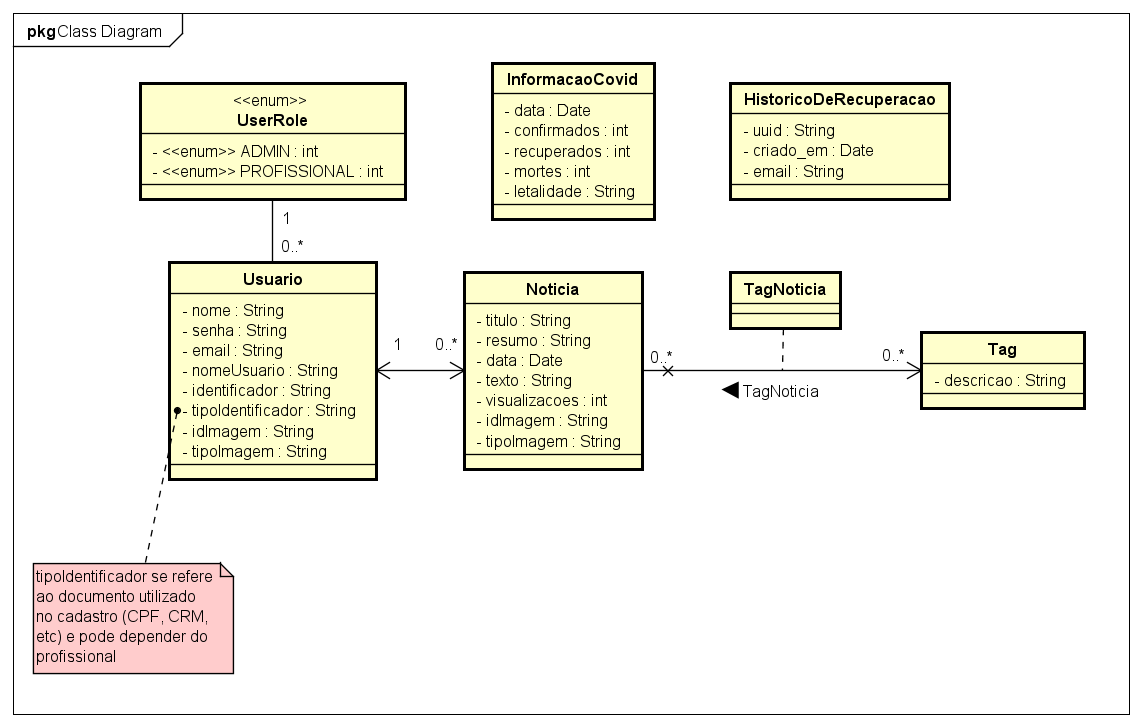 pkg Class Diagram
<<enum>>
UserRole
- <<enum>> ADMIN : int
- <<enum>> PROFISSIONAL : int
InformacaoCovid
- data : Date
- confirmados : int
- recuperados : int
- mortes : int
- letalidade : String
HistoricoDeRecuperacao
- uuid : String
- criado_em : Date
- email : String
1
0..*
Usuario
- nome : String
- senha : String
- email : String
- nomeUsuario : String
- identificador : String
- tipoIdentificador : String
- idImagem : String
- tipoImagem : String
1
0..*
Noticia
- titulo : String
- resumo : String
- data : Date
- texto : String
- visualizacoes : int
- idImagem : String
- tipoImagem : String
TagNoticia
0..*
0..*
TagNoticia
Tag
- descricao : String
tipoIdentificador se refere
ao documento utilizado
no cadastro (CPF, CRM,
etc) e pode depender do
profissional